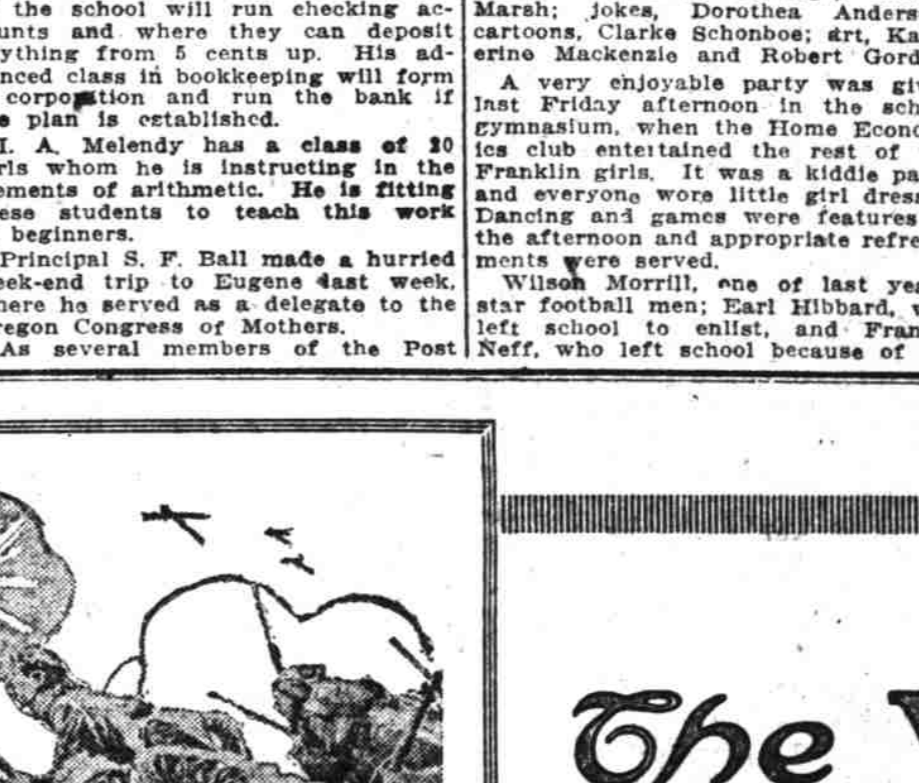 the school will run checking ac-
unts and where they can deposit
ything from 5 cents up. His ad-
nced class in bookkeeping will form
corporation and run the bank if
e plan is established.
I. A. Melendy has a class of 20
rls whom he is instructing in the
ements of arithmetic. He is fitting
ese students to teach this work
beginners.
Principal S. F. Ball made a hurried
eek-end trip to Eugene last week,
here he served as a delegate to the
regon Congress of Mothers.
As several members of the Post
Marsh; jokes, Dorothea Anders
cartoons, Clarke Schonboe; art, Ka
erine Mackenzie and Robert Gord
A very enjoyable party was gi
last Friday afternoon in the sch
gymnasium, when the Home Econo
ics club entertained the rest of
Franklin girls. It was a kiddie pa
and everyone wore little girl dres
Dancing and games were features
the afternoon and appropriate refre
ments were served.
Wilson Morrill, one of last yea
star football men; Earl Hibbard,
left school to enlist, and Fran
Neff, who left school because of
The